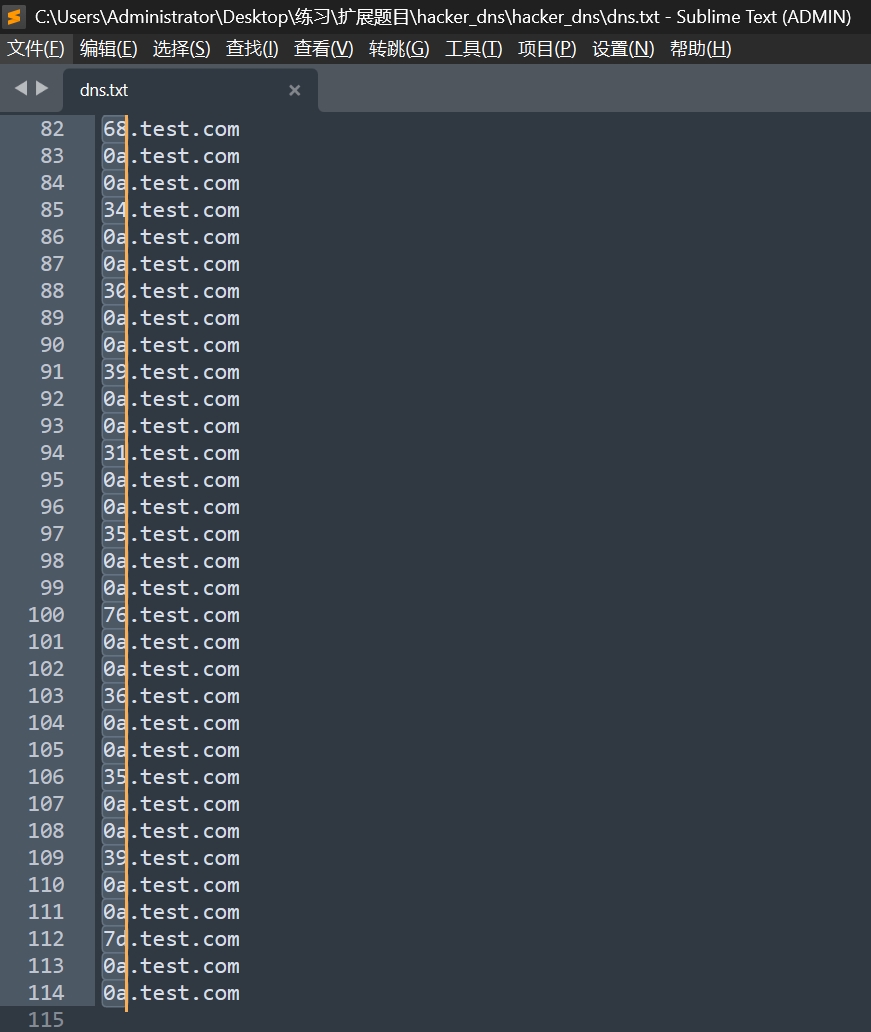 C:\Users\Administrator\Desktop\练习\扩展题目\hacker_dns\hacker_dns\dns.txt - Sublime Text (ADMIN)
文件(F) 编辑(E) 选择(S) 查找(I) 查看(V) 转跳(G) 工具(T) 项目(P) 设置(N) 帮助(H)
dns.txt ×
82 68.test.com
83 0a.test.com
84 0a.test.com
85 34.test.com
86 0a.test.com
87 0a.test.com
88 30.test.com
89 0a.test.com
90 0a.test.com
91 39.test.com
92 0a.test.com
93 0a.test.com
94 31.test.com
95 0a.test.com
96 0a.test.com
97 35.test.com
98 0a.test.com
99 0a.test.com
100 76.test.com
101 0a.test.com
102 0a.test.com
103 36.test.com
104 0a.test.com
105 0a.test.com
106 35.test.com
107 0a.test.com
108 0a.test.com
109 39.test.com
110 0a.test.com
111 0a.test.com
112 7d.test.com
113 0a.test.com
114 0a.test.com
115